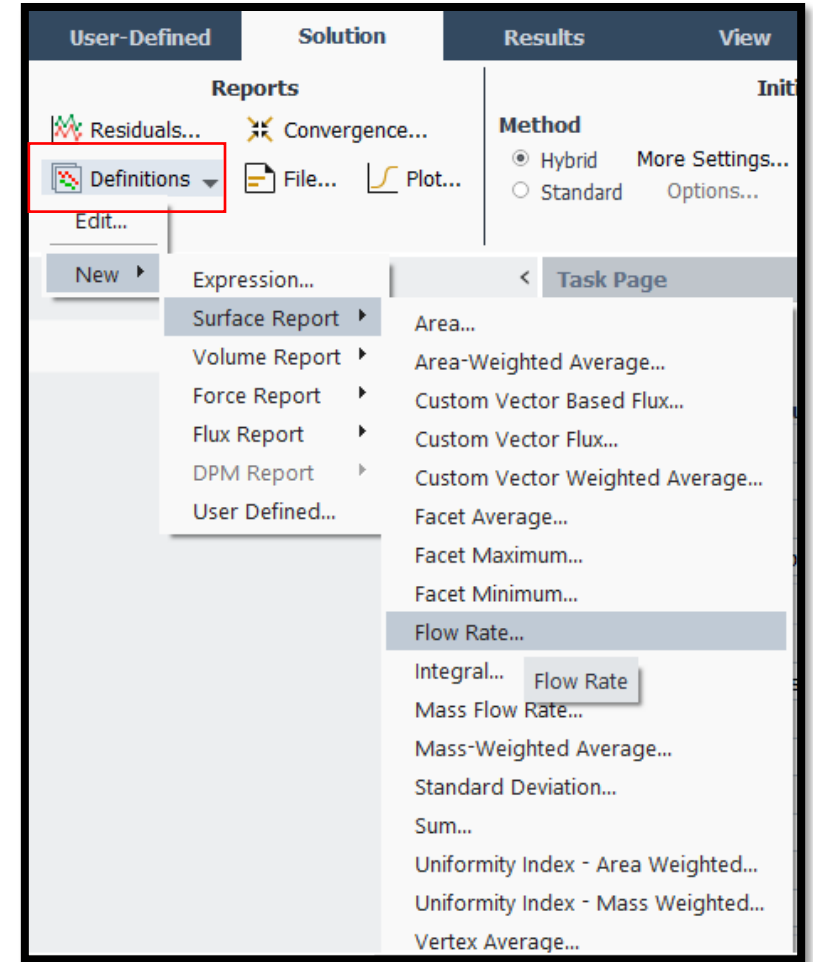 User-Defined Solution Results View
Reports
Residuals... Convergence...
Definitions File... Plot...
Initi
Method
Hybrid More Settings...
Standard Options...
Edit...
New
< Task Page
Expression...
Surface Report
Volume Report
Force Report
Flux Report
DPM Report
User Defined...
Area...
Area-Weighted Average...
Custom Vector Based Flux...
Custom Vector Flux...
Custom Vector Weighted Average...
Facet Average...
Facet Maximum...
Facet Minimum...
Flow Rate...
Integral...
Flow Rate
Mass Flow Rate...
Mass-Weighted Average...
Standard Deviation...
Sum...
Uniformity Index - Area Weighted...
Uniformity Index - Mass Weighted...
Vertex Average...